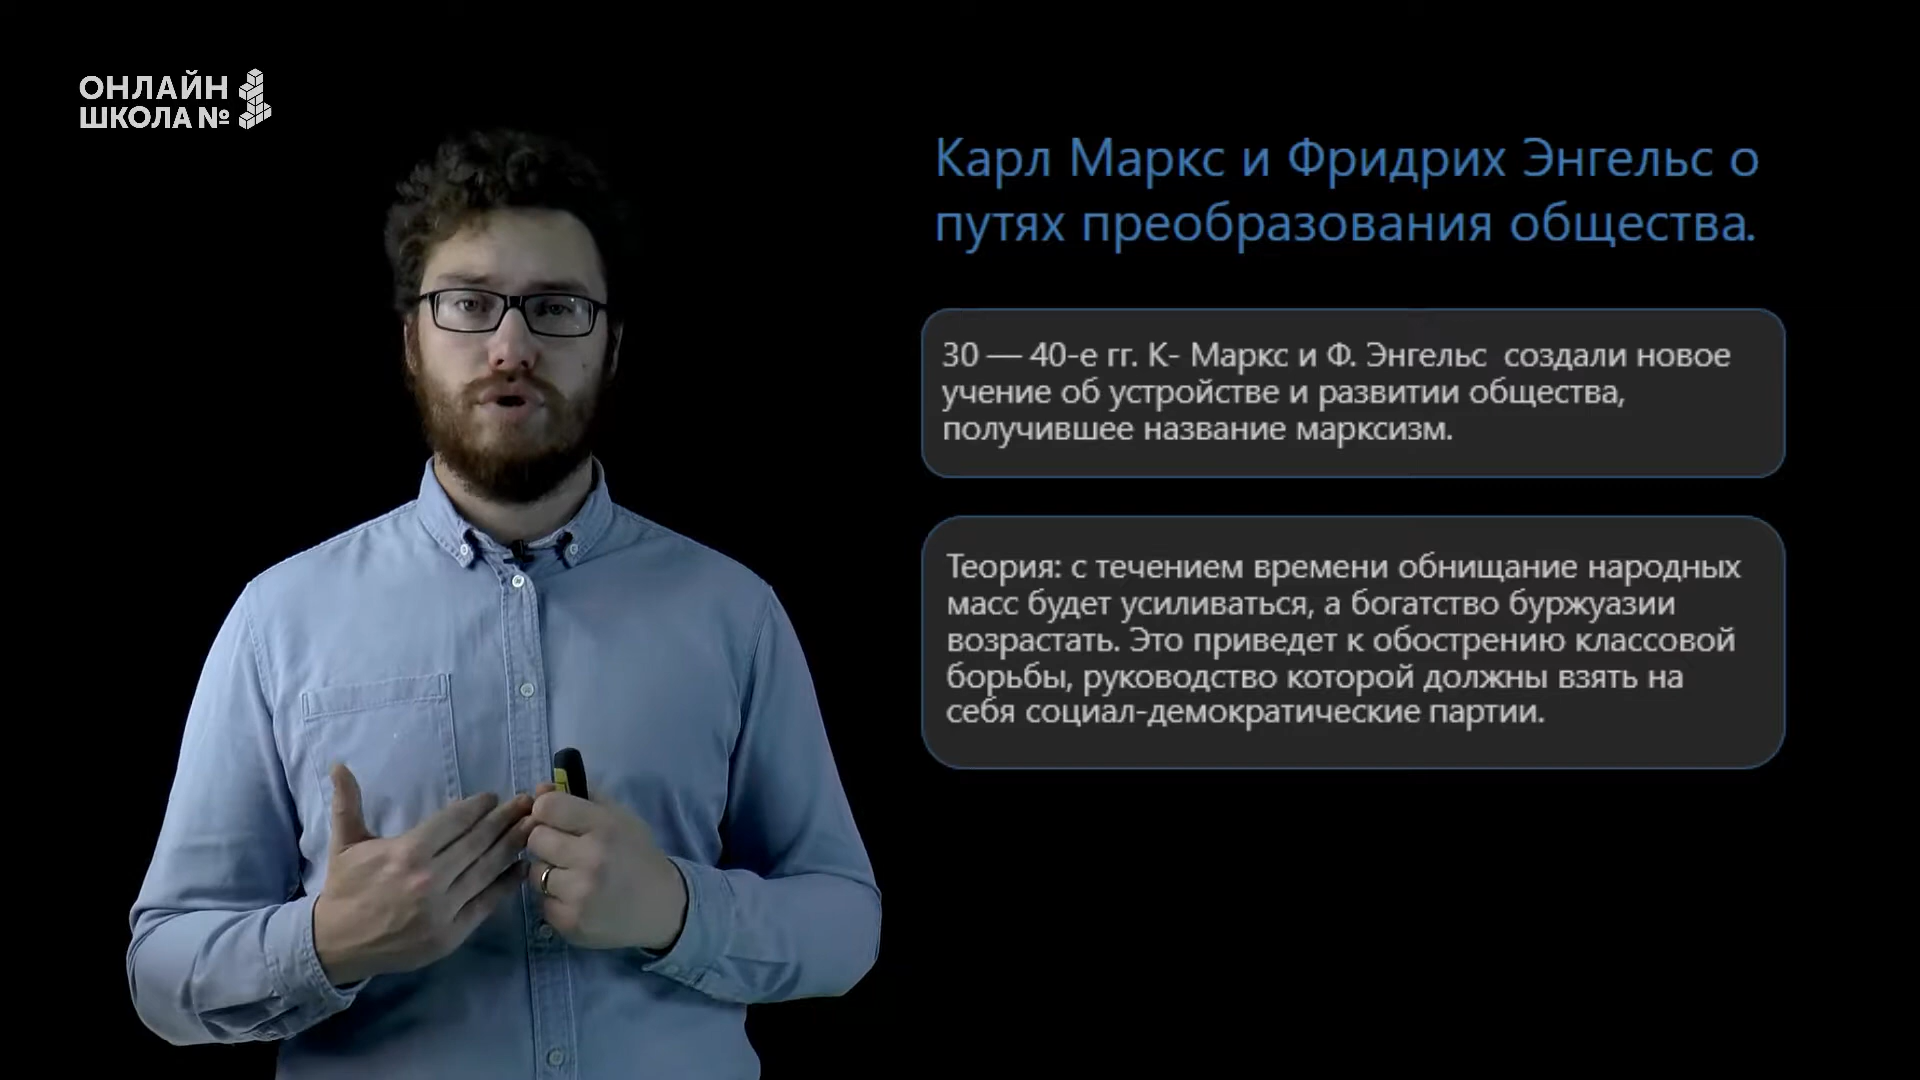 ОНЛАЙН
ШКОЛА №
Карл Маркс и Фридрих Энгельс о
путях преобразования общества.
30 — 40-е гг. К- Маркс и Ф. Энгельс создали новое
учение об устройстве и развитии общества,
получившее название марксизм.
Теория: с течением времени обнищание народных
масс будет усиливаться, а богатство буржуазии
возрастать. Это приведет к обострению классовой
борьбы, руководство которой должны взять на
себя социал-демократические партии.